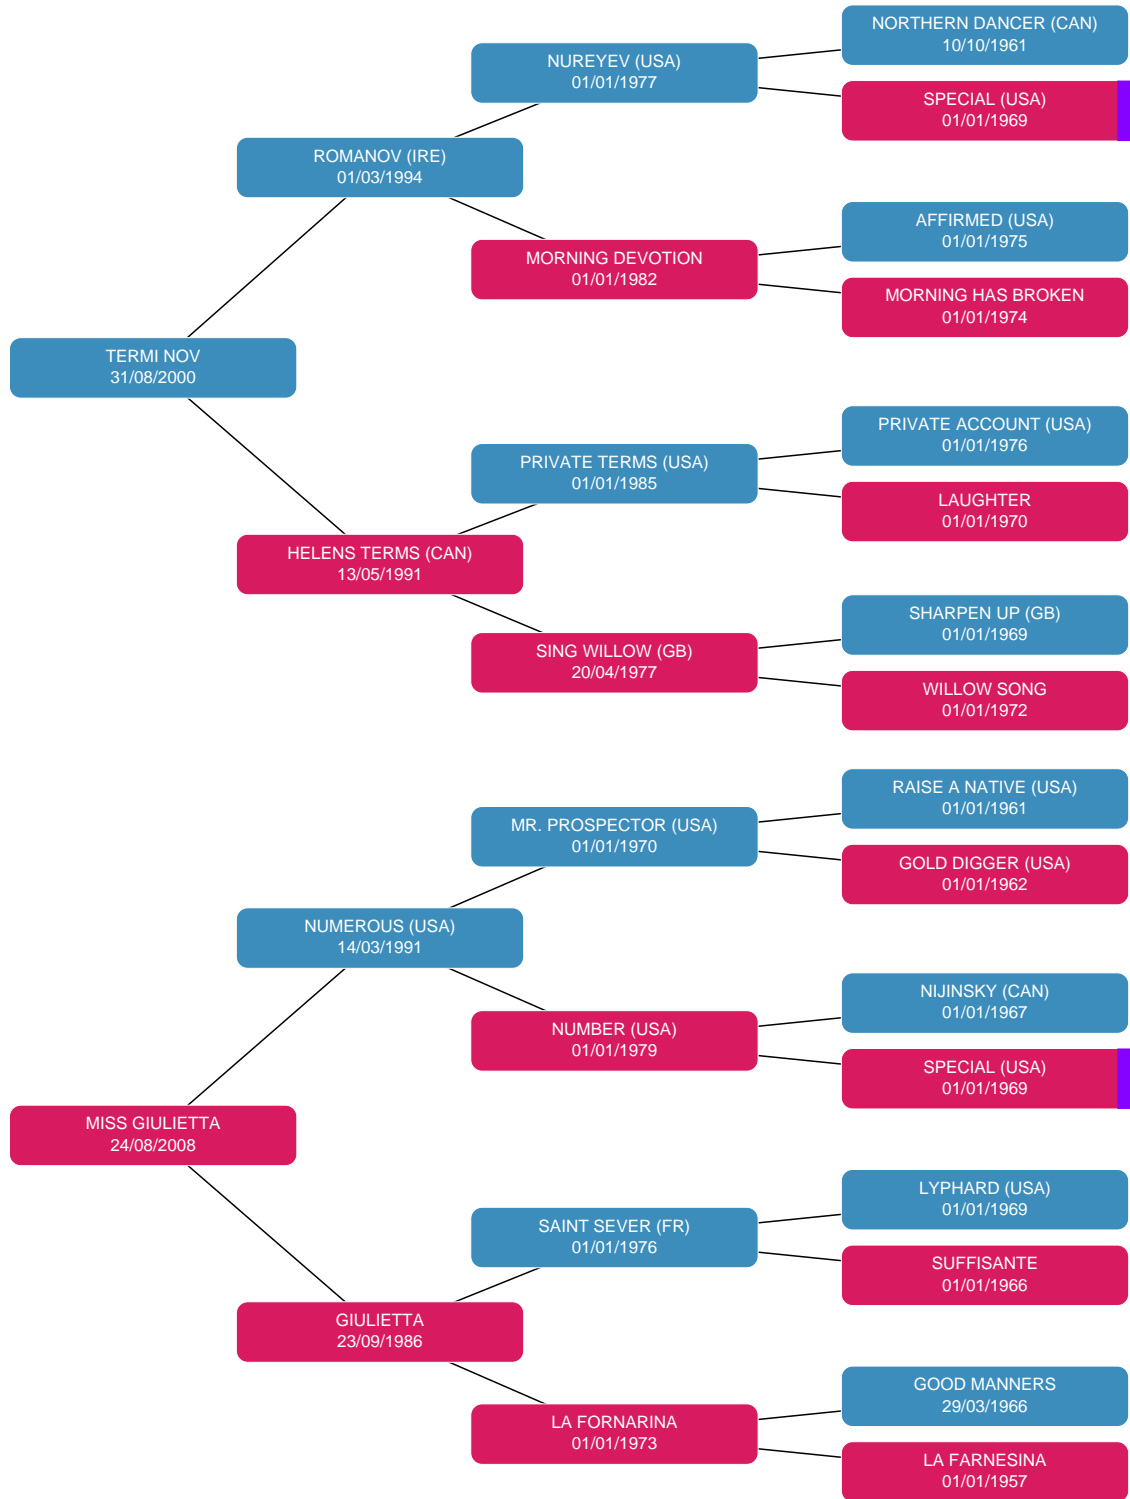 NORTHERN DANCER (CAN)
10/10/1961
NUREYEV (USA)
01/01/1977
SPECIAL (USA)
01/01/1969
ROMANOV (IRE)
01/03/1994
AFFIRMED (USA)
01/01/1975
MORNING DEVOTION
01/01/1982
MORNING HAS BROKEN
01/01/1974
TERMI NOV
31/08/2000
PRIVATE ACCOUNT (USA)
01/01/1976
PRIVATE TERMS (USA)
01/01/1985
LAUGHTER
01/01/1970
HELENS TERMS (CAN)
13/05/1991
SHARPEN UP (GB)
01/01/1969
SING WILLOW (GB)
20/04/1977
WILLOW SONG
01/01/1972
RAISE A NATIVE (USA)
01/01/1961
MR. PROSPECTOR (USA)
01/01/1970
GOLD DIGGER (USA)
01/01/1962
NUMEROUS (USA)
14/03/1991
NIJINSKY (CAN)
01/01/1967
NUMBER (USA)
01/01/1979
SPECIAL (USA)
01/01/1969
MISS GIULIETTA
24/08/2008
LYPHARD (USA)
01/01/1969
SAINT SEVER (FR)
01/01/1976
SUFFISANTE
01/01/1966
GIULIETTA
23/09/1986
GOOD MANNERS
29/03/1966
LA FORNARINA
01/01/1973
LA FARNESINA
01/01/1957